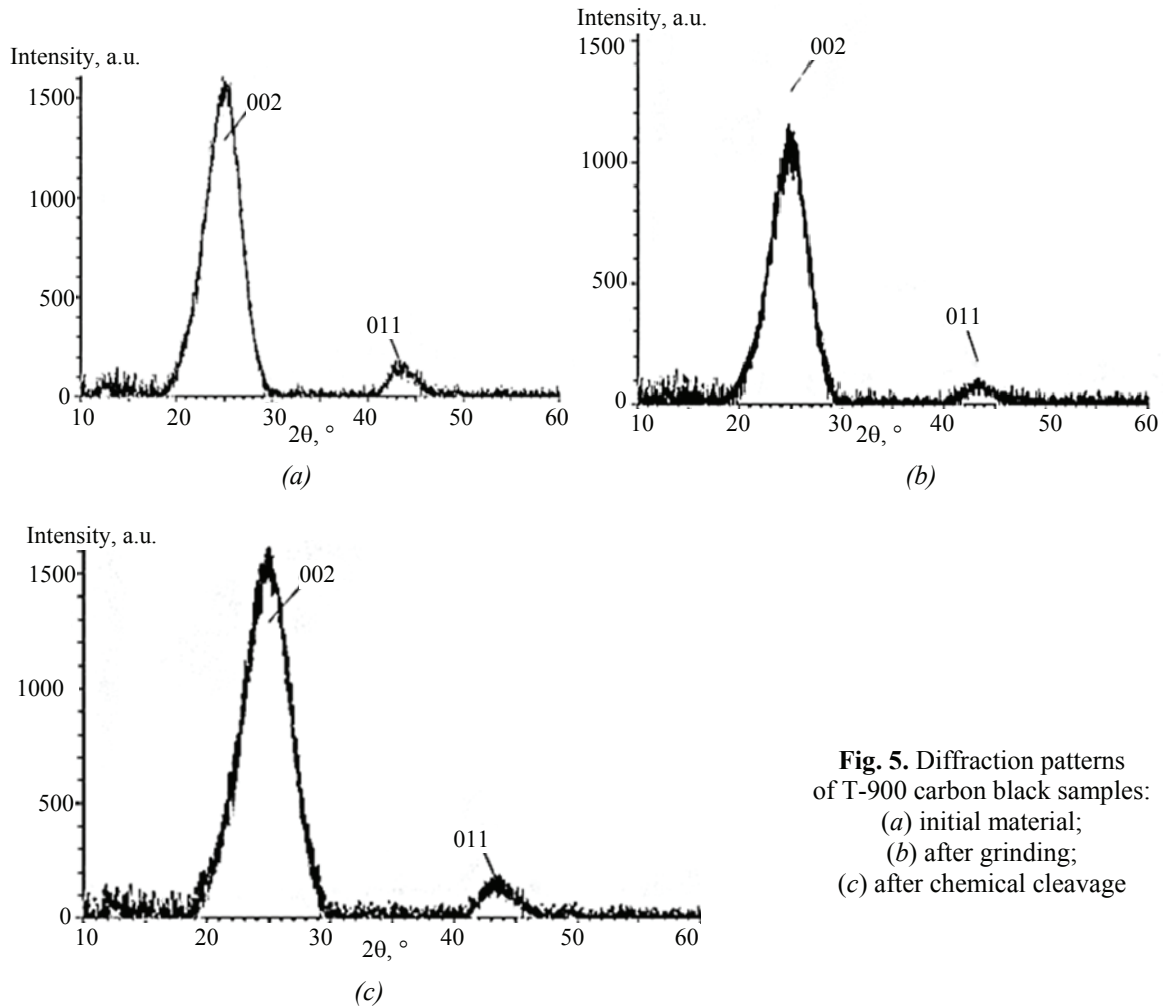 Intensity, a.u.
1500
1000
500
0
002
011
10 20 30 40 50 60
2θ, °
(a)
Intensity, a.u.
1500
1000
500
0
002
011
10 20 30 40 50 60
2θ, °
(b)
Intensity, a.u.
1500
1000
500
0
002
011
10 20 30 40 50 60
2θ, °
(c)
Fig. 5. Diffraction patterns
of T-900 carbon black samples:
(a) initial material;
(b) after grinding;
(c) after chemical cleavage